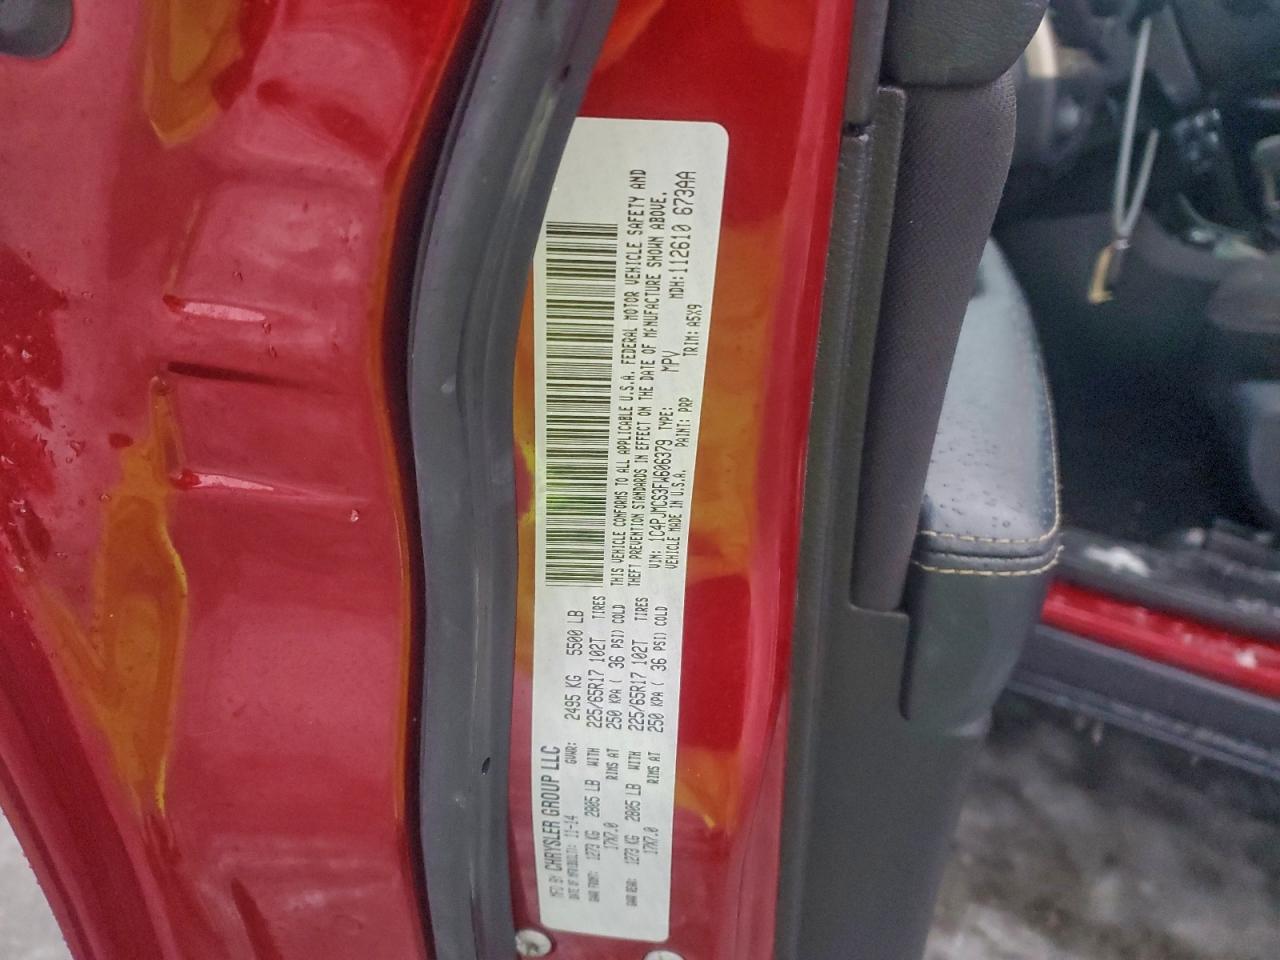 MFD BY CHRYSLER GROUP LLC
DATE OF MFR(BUILT): 11-14 GVWR: 2495 KG 5500 LB
GAWR FRONT: 1273 KG 2805 LB WITH 225/65R17 102T TIRES
17X7.0 RIMS AT 250 KPA ( 36 PSI) COLD
GAWR REAR: 1273 KG 2805 LB WITH 225/65R17 102T TIRES
17X7.0 RIMS AT 250 KPA ( 36 PSI) COLD
THIS VEHICLE CONFORMS TO ALL APPLICABLE U.S.A. FEDERAL MOTOR VEHICLE SAFETY AND
THEFT PREVENTION STANDARDS IN EFFECT ON THE DATE OF MANUFACTURE SHOWN ABOVE.
VIN: 1C4PJMCS3FW606379 TYPE: MPV MDH:112610 673AA
VEHICLE MADE IN U.S.A. PAINT: PRP TRIM: A5X9